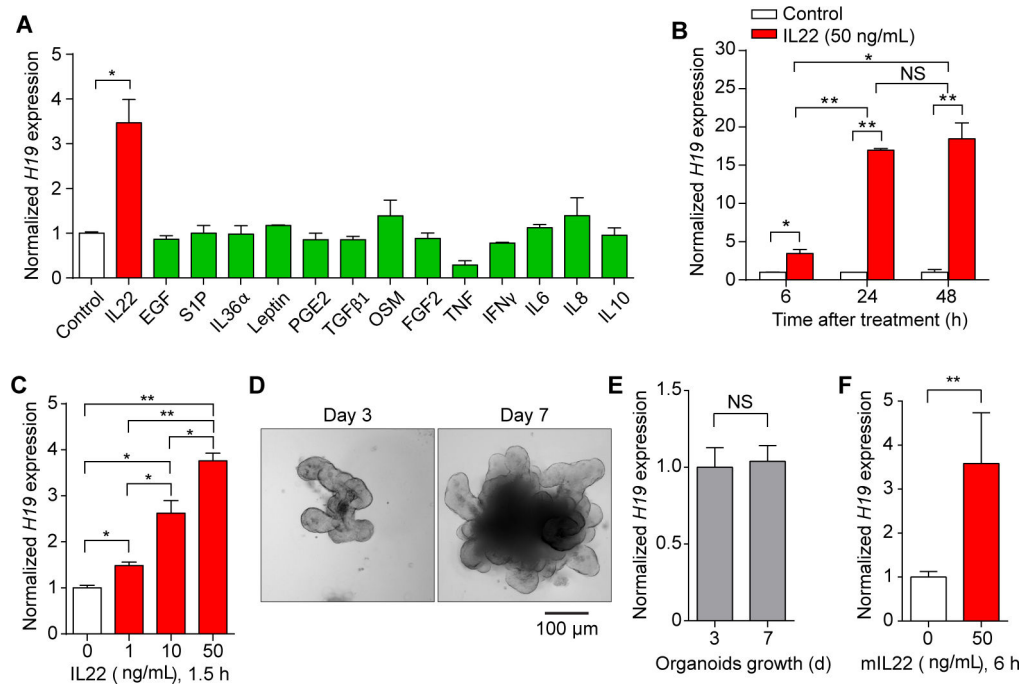 A
Normalized H19 expression
5
4
3
2
1
0
*
Control
IL22
EGF
S1P
IL36α
Leptin
PGE2
TGFβ1
OSM
FGF2
TNF
IFNγ
IL6
IL8
IL10
B
Control
IL22 (50 ng/mL)
Normalized H19 expression
30
25
20
15
10
5
0
*
NS
**
**
**
*
6
24
48
Time after treatment (h)
C
Normalized H19 expression
5
4
3
2
1
0
**
**
*
*
*
*
0
1
10
50
IL22 ( ng/mL), 1.5 h
D
Day 3
Day 7
100 µm
E
Normalized H19 expression
1.5
1.0
0.5
0
NS
3
7
Organoids growth (d)
F
Normalized H19 expression
6
5
4
3
2
1
0
**
0
50
mIL22 ( ng/mL), 6 h